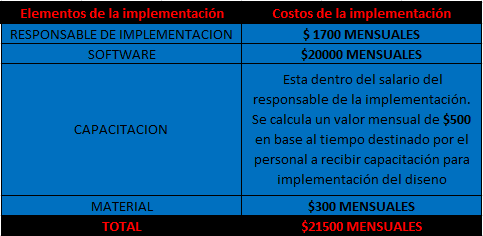 Elementos de la implementación Costos de la implementación
RESPONSABLE DE IMPLEMENTACION $ 1700 MENSUALES
SOFTWARE $20000 MENSUALES
CAPACITACION
Esta dentro del salario del
responsable de la implementación.
Se calcula un valor mensual de $500
en base al tiempo destinado por el
personal a recibir capacitación para
implementación del diseno
MATERIAL $300 MENSUALES
TOTAL $21500 MENSUALES